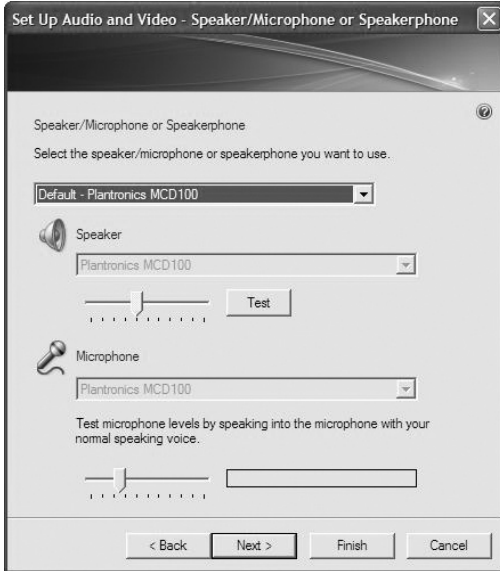 Set Up Audio and Video - Speaker/Microphone or Speakerphone
Speaker/Microphone or Speakerphone
Select the speaker/microphone or speakerphone you want to use.
Default - Plantronics MCD100
Speaker
Plantronics MCD100
Test
Microphone
Plantronics MCD100
Test microphone levels by speaking into the microphone with your
normal speaking voice.
< Back
Next >
Finish
Cancel